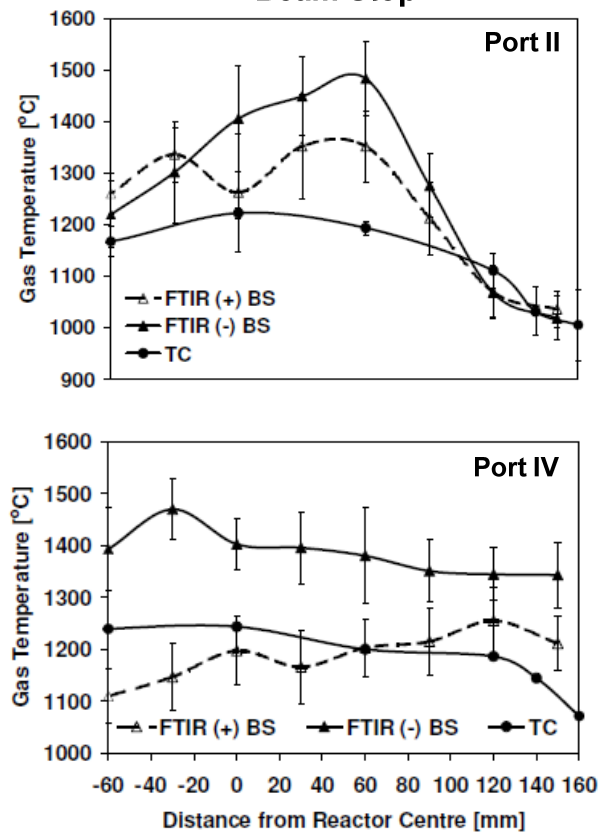 Port II
Gas Temperature [°C]
1600
1500
1400
1300
1200
1100
1000
900
FTIR (+) BS
FTIR (-) BS
TC
Port IV
Gas Temperature [°C]
1600
1500
1400
1300
1200
1100
1000
FTIR (+) BS FTIR (-) BS TC
-60 -40 -20 0 20 40 60 80 100 120 140 160
Distance from Reactor Centre [mm]